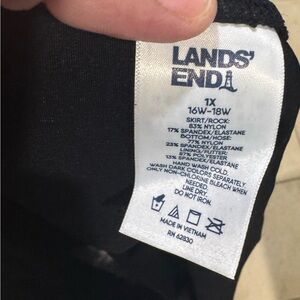 LANDS'
END
1X
16W-18W
SKIRT/ROCK:
83% NYLON
17% SPANDEX/ELASTANE
BOTTOM/HOSE:
77% NYLON
23% SPANDEX/ELASTANE
LINING/FUTTER:
87% POLYESTER
13% SPANDEX/ELASTANE
HAND WASH COLD.
WASH DARK COLORS SEPARATELY.
ONLY NON-CHLORINE BLEACH WHEN
NEEDED.
LINE DRY.
DO NOT IRON.
MADE IN VIETNAM
RN 62830